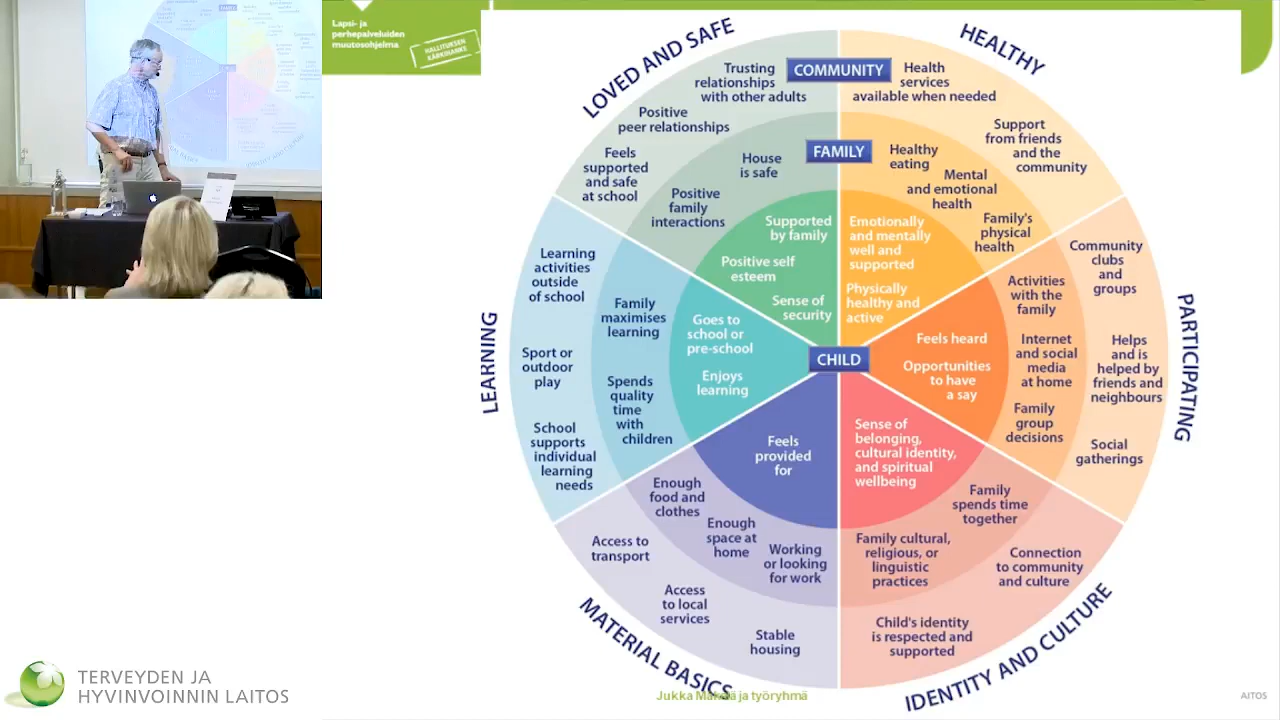 Lapsi- ja
perhepalveluiden
muutosohjelma
HALLITUKSEN
KÄRKIHANKE
LOVED AND SAFE
Trusting
relationships
with other adults
Positive
peer relationships
Feels
supported
and safe
at school
House
is safe
Positive
family
interactions
Supported
by family
Positive self
esteem
Sense of
security
COMMUNITY
FAMILY
CHILD
HEALTHY
Health
services
available when needed
Support
from friends
and the
community
Healthy
eating
Mental
and emotional
health
Family's
physical
health
Emotionally
and mentally
well and
supported
Physically
healthy and
active
PARTICIPATING
Community
clubs
and
groups
Helps
and is
helped by
friends and
neighbours
Social
gatherings
Activities
with the
family
Internet
and social
media
at home
Family
group
decisions
Feels heard
Opportunities
to have
a say
LEARNING
Learning
activities
outside
of school
Sport or
outdoor
play
School
supports
individual
learning
needs
Family
maximises
learning
Spends
quality
time
with
children
Goes to
school or
pre-school
Enjoys
learning
MATERIAL BASICS
Feels
provided
for
Enough
food and
clothes
Enough
space at
home
Working
or looking
for work
Access to
transport
Access
to local
services
Stable
housing
IDENTITY AND CULTURE
Sense of
belonging,
cultural identity,
and spiritual
wellbeing
Family
spends time
together
Family cultural,
religious, or
linguistic
practices
Connection
to community
and culture
Child's identity
is respected and
supported
Jukka Mäkelä ja työryhmä
AITOS
TERVEYDEN JA
HYVINVOINNIN LAITOS